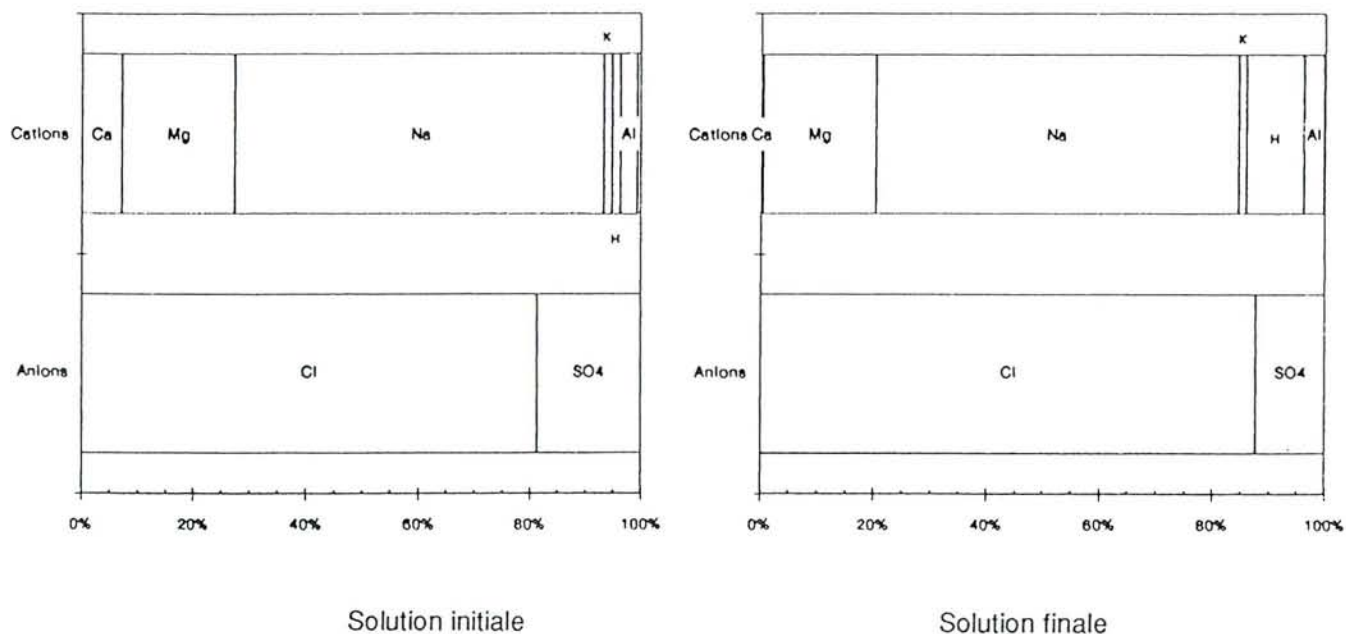 K
Cations Ca Mg Na Al
H
Anions Cl SO4
0% 20% 40% 60% 80% 100%
Solution initiale
K
Cations Ca Mg Na H Al
Anions Cl SO4
0% 20% 40% 60% 80% 100%
Solution finale